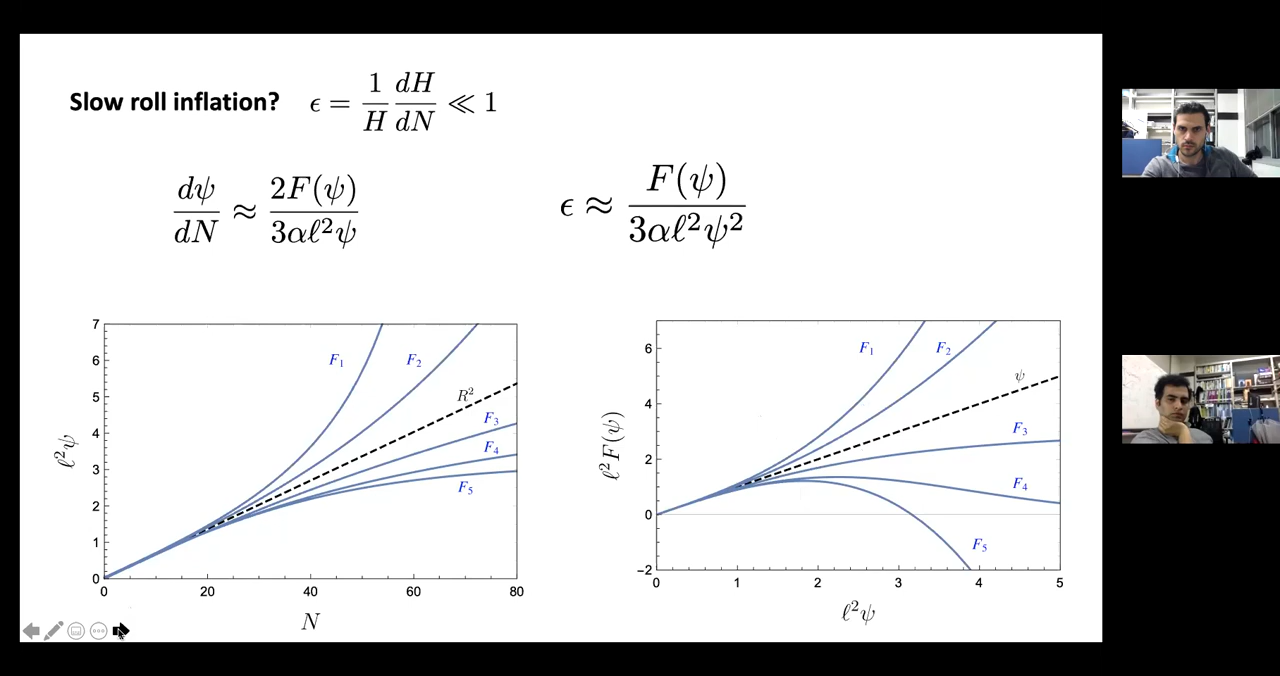 Slow roll inflation? ϵ = 1/H dH/dN ≪ 1
dψ/dN ≈ 2F(ψ)/3αℓ²ψ
ϵ ≈ F(ψ)/3αℓ²ψ²
7
6
5
4
3
2
1
0
ℓ²ψ
F₁
F₂
R²
F₃
F₄
F₅
0 20 40 60 80
N
6
4
2
0
−2
ℓ²F(ψ)
F₁
F₂
ψ
F₃
F₄
F₅
0 1 2 3 4 5
ℓ²ψ